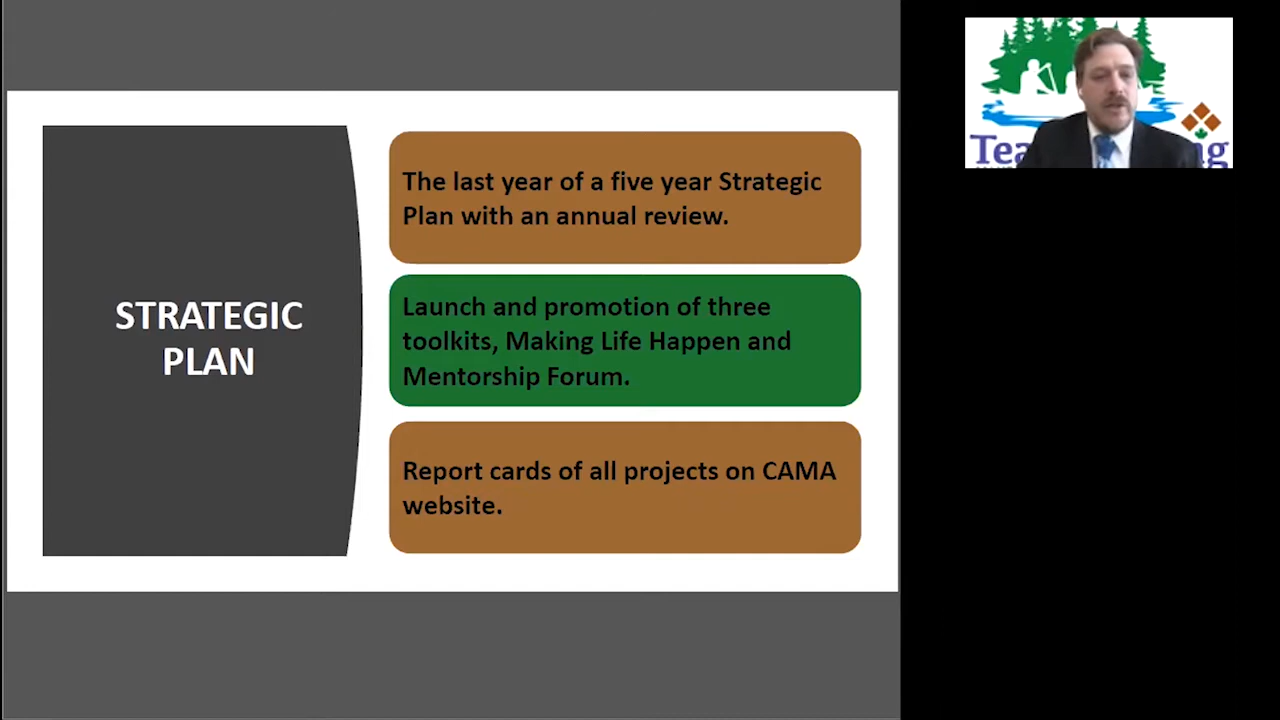 STRATEGIC
PLAN
The last year of a five year Strategic
Plan with an annual review.
Launch and promotion of three
toolkits, Making Life Happen and
Mentorship Forum.
Report cards of all projects on CAMA
website.